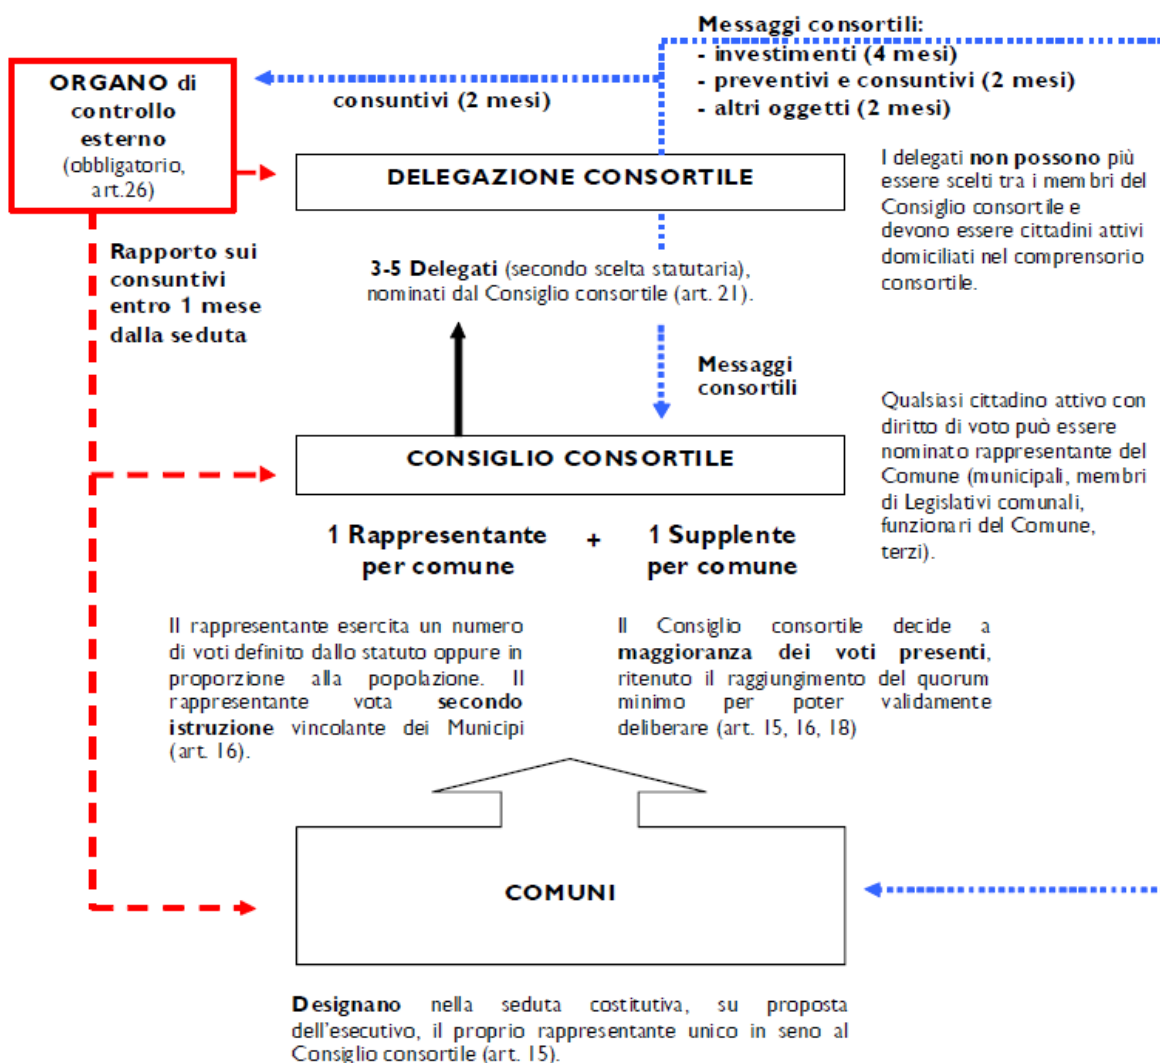 Messaggi consortili:
- investimenti (4 mesi)
- preventivi e consuntivi (2 mesi)
- altri oggetti (2 mesi)
ORGANO di
controllo
esterno
(obbligatorio,
art.26)
consuntivi (2 mesi)
DELEGAZIONE CONSORTILE
I delegati non possono più
essere scelti tra i membri del
Consiglio consortile e
devono essere cittadini attivi
domiciliati nel comprensorio
consortile.
Rapporto sui
consuntivi
entro 1 mese
dalla seduta
3-5 Delegati (secondo scelta statutaria),
nominati dal Consiglio consortile (art. 21).
Messaggi
consortili
CONSIGLIO CONSORTILE
Qualsiasi cittadino attivo con
diritto di voto può essere
nominato rappresentante del
Comune (municipali, membri
di Legislativi comunali,
funzionari del Comune,
terzi).
1 Rappresentante
per comune
+
1 Supplente
per comune
Il rappresentante esercita un numero
di voti definito dallo statuto oppure in
proporzione alla popolazione. Il
rappresentante vota secondo
istruzione vincolante dei Municipi
(art. 16).
Il Consiglio consortile decide a
maggioranza dei voti presenti,
ritenuto il raggiungimento del quorum
minimo per poter validamente
deliberare (art. 15, 16, 18)
COMUNI
Designano nella seduta costitutiva, su proposta
dell'esecutivo, il proprio rappresentante unico in seno al
Consiglio consortile (art. 15).